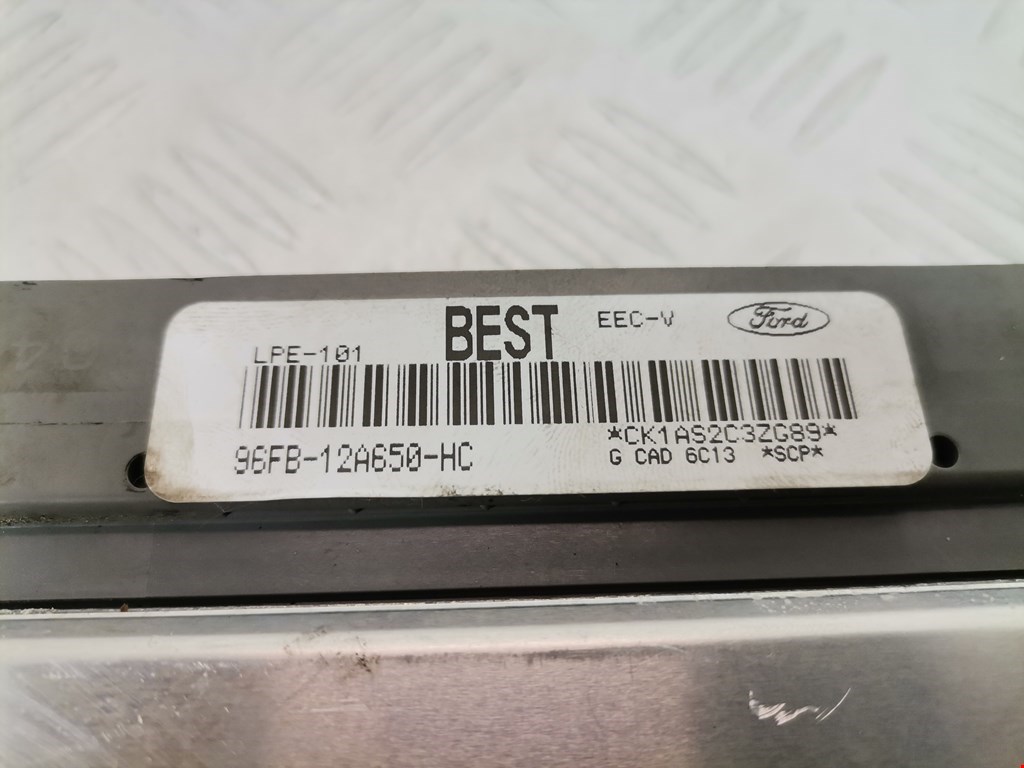 BEST EEC-V Ford
LPE-101
*CK1AS2C3ZG89*
96FB-12A650-HC G CAD 6C13 *SCP*